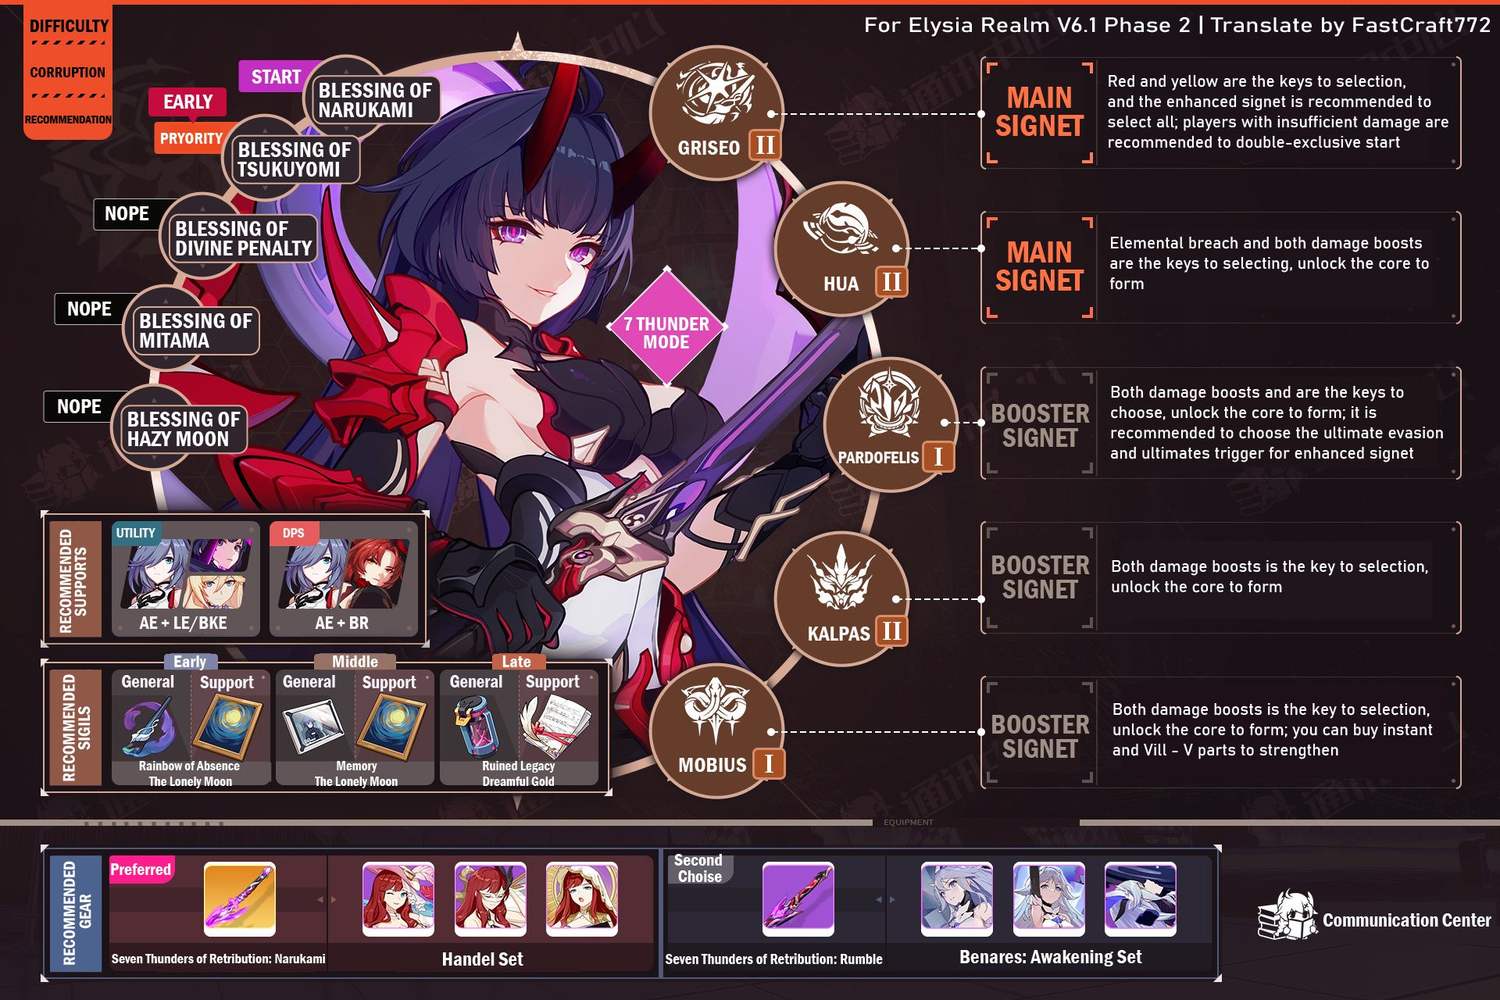 For Elysia Realm V6.1 Phase 2 | Translate by FastCraft772
DIFFICULTY
CORRUPTION
RECOMMENDATION
START
BLESSING OF
NARUKAMI
EARLY
PRYORITY
BLESSING OF
TSUKUYOMI
NOPE
BLESSING OF
DIVINE PENALTY
NOPE
BLESSING OF
MITAMA
NOPE
BLESSING OF
HAZY MOON
7 THUNDER
MODE
GRISEO II
MAIN
SIGNET
Red and yellow are the keys to selection,
and the enhanced signet is recommended to
select all; players with insufficient damage are
recommended to double-exclusive start
HUA II
MAIN
SIGNET
Elemental breach and both damage boosts
are the keys to selecting, unlock the core to
form
PARDOFELIS I
BOOSTER
SIGNET
Both damage boosts and are the keys to
choose, unlock the core to form; it is
recommended to choose the ultimate evasion
and ultimates trigger for enhanced signet
KALPAS II
BOOSTER
SIGNET
Both damage boosts is the key to selection,
unlock the core to form
MOBIUS I
BOOSTER
SIGNET
Both damage boosts is the key to selection,
unlock the core to form; you can buy instant
and Vill - V parts to strengthen
RECOMMENDED
SUPPORTS
UTILITY
AE + LE/BKE
DPS
AE + BR
RECOMMENDED
SIGILS
Early
General Support
Rainbow of Absence
The Lonely Moon
Middle
General Support
Memory
The Lonely Moon
Late
General Support
Ruined Legacy
Dreamful Gold
EQUIPMENT
RECOMMENDED
GEAR
Preferred
Seven Thunders of Retribution: Narukami
Handel Set
Second
Choise
Seven Thunders of Retribution: Rumble
Benares: Awakening Set
Communication Center